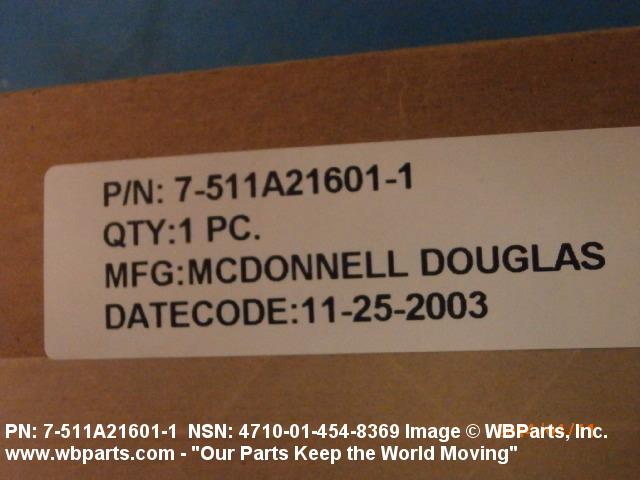 P/N: 7-511A21601-1
QTY:1 PC.
MFG:MCDONNELL DOUGLAS
DATECODE:11-25-2003
PN: 7-511A21601-1 NSN: 4710-01-454-8369 Image © WBParts, Inc.
www.wbparts.com - "Our Parts Keep the World Moving"